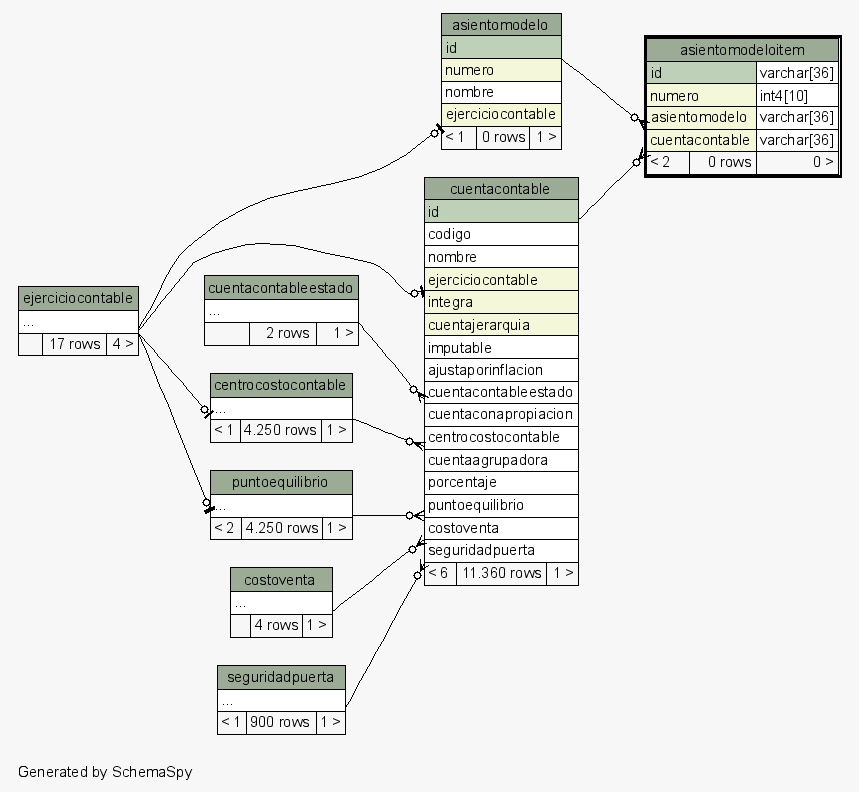 asientomodelo
id
numero
nombre
ejerciciocontable
< 1 0 rows 1 >
asientomodeloitem
id varchar[36]
numero int4[10]
asientomodelo varchar[36]
cuentacontable varchar[36]
< 2 0 rows 0 >
cuentacontable
id
codigo
nombre
ejerciciocontable
integra
cuentajerarquia
imputable
ajustaporinflacion
cuentacontableestado
cuentaconapropiacion
centrocostocontable
cuentaagrupadora
porcentaje
puntoequilibrio
costoventa
seguridadpuerta
< 6 11.360 rows 1 >
ejerciciocontable
...
17 rows 4 >
cuentacontableestado
...
2 rows 1 >
centrocostocontable
...
< 1 4.250 rows 1 >
puntoequilibrio
...
< 2 4.250 rows 1 >
costoventa
...
4 rows 1 >
seguridadpuerta
...
< 1 900 rows 1 >
Generated by SchemaSpy